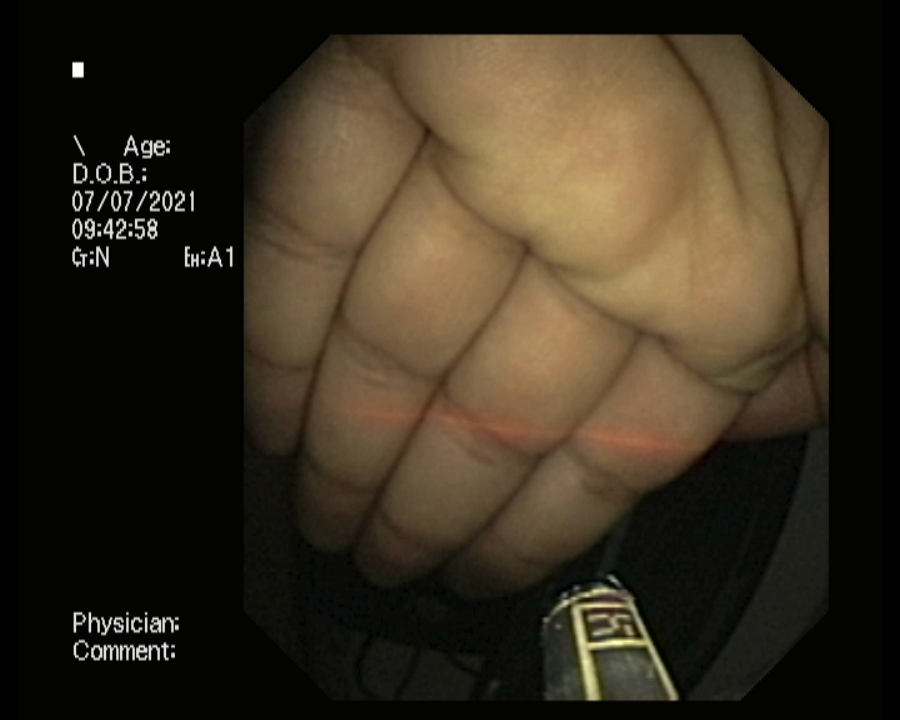 \ Age:
D.O.B.:
07/07/2021
09:42:58
Cr:N EH:A1
Physician:
Comment: